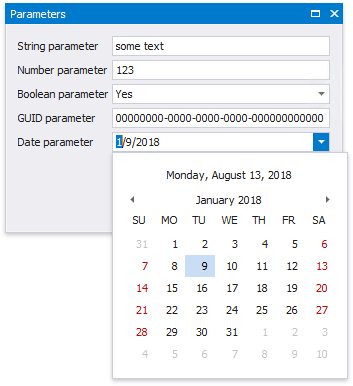 Parameters
String parameter some text
Number parameter 123
Boolean parameter Yes
GUID parameter 00000000-0000-0000-0000-000000000000
Date parameter 1/9/2018
Monday, August 13, 2018
January 2018
SU MO TU WE TH FR SA
31 1 2 3 4 5 6
7 8 9 10 11 12 13
14 15 16 17 18 19 20
21 22 23 24 25 26 27
28 29 30 31 1 2 3
4 5 6 7 8 9 10